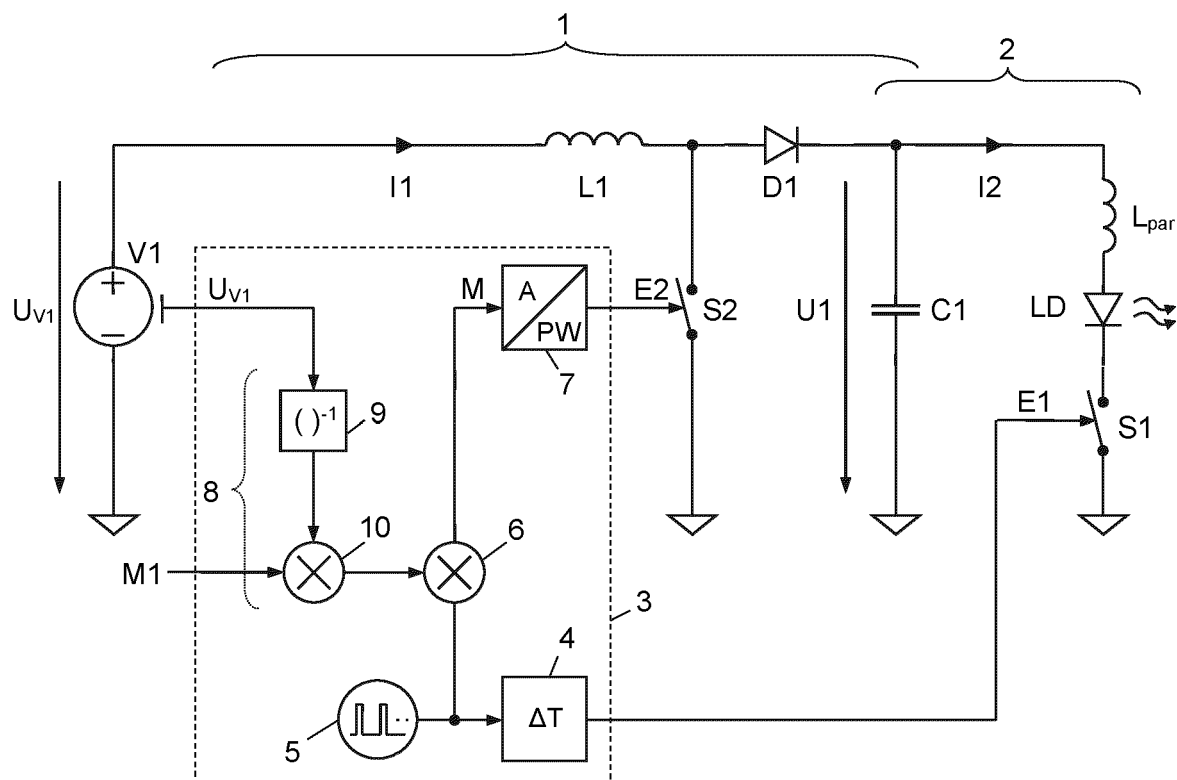 1
2
I1
L1
D1
I2
L_par
V1
U_V1
+
−
U_V1
M
A
PW
7
E2
S2
U1
C1
LD
( )⁻¹
9
E1
S1
8
10
6
M1
3
4
ΔT
5